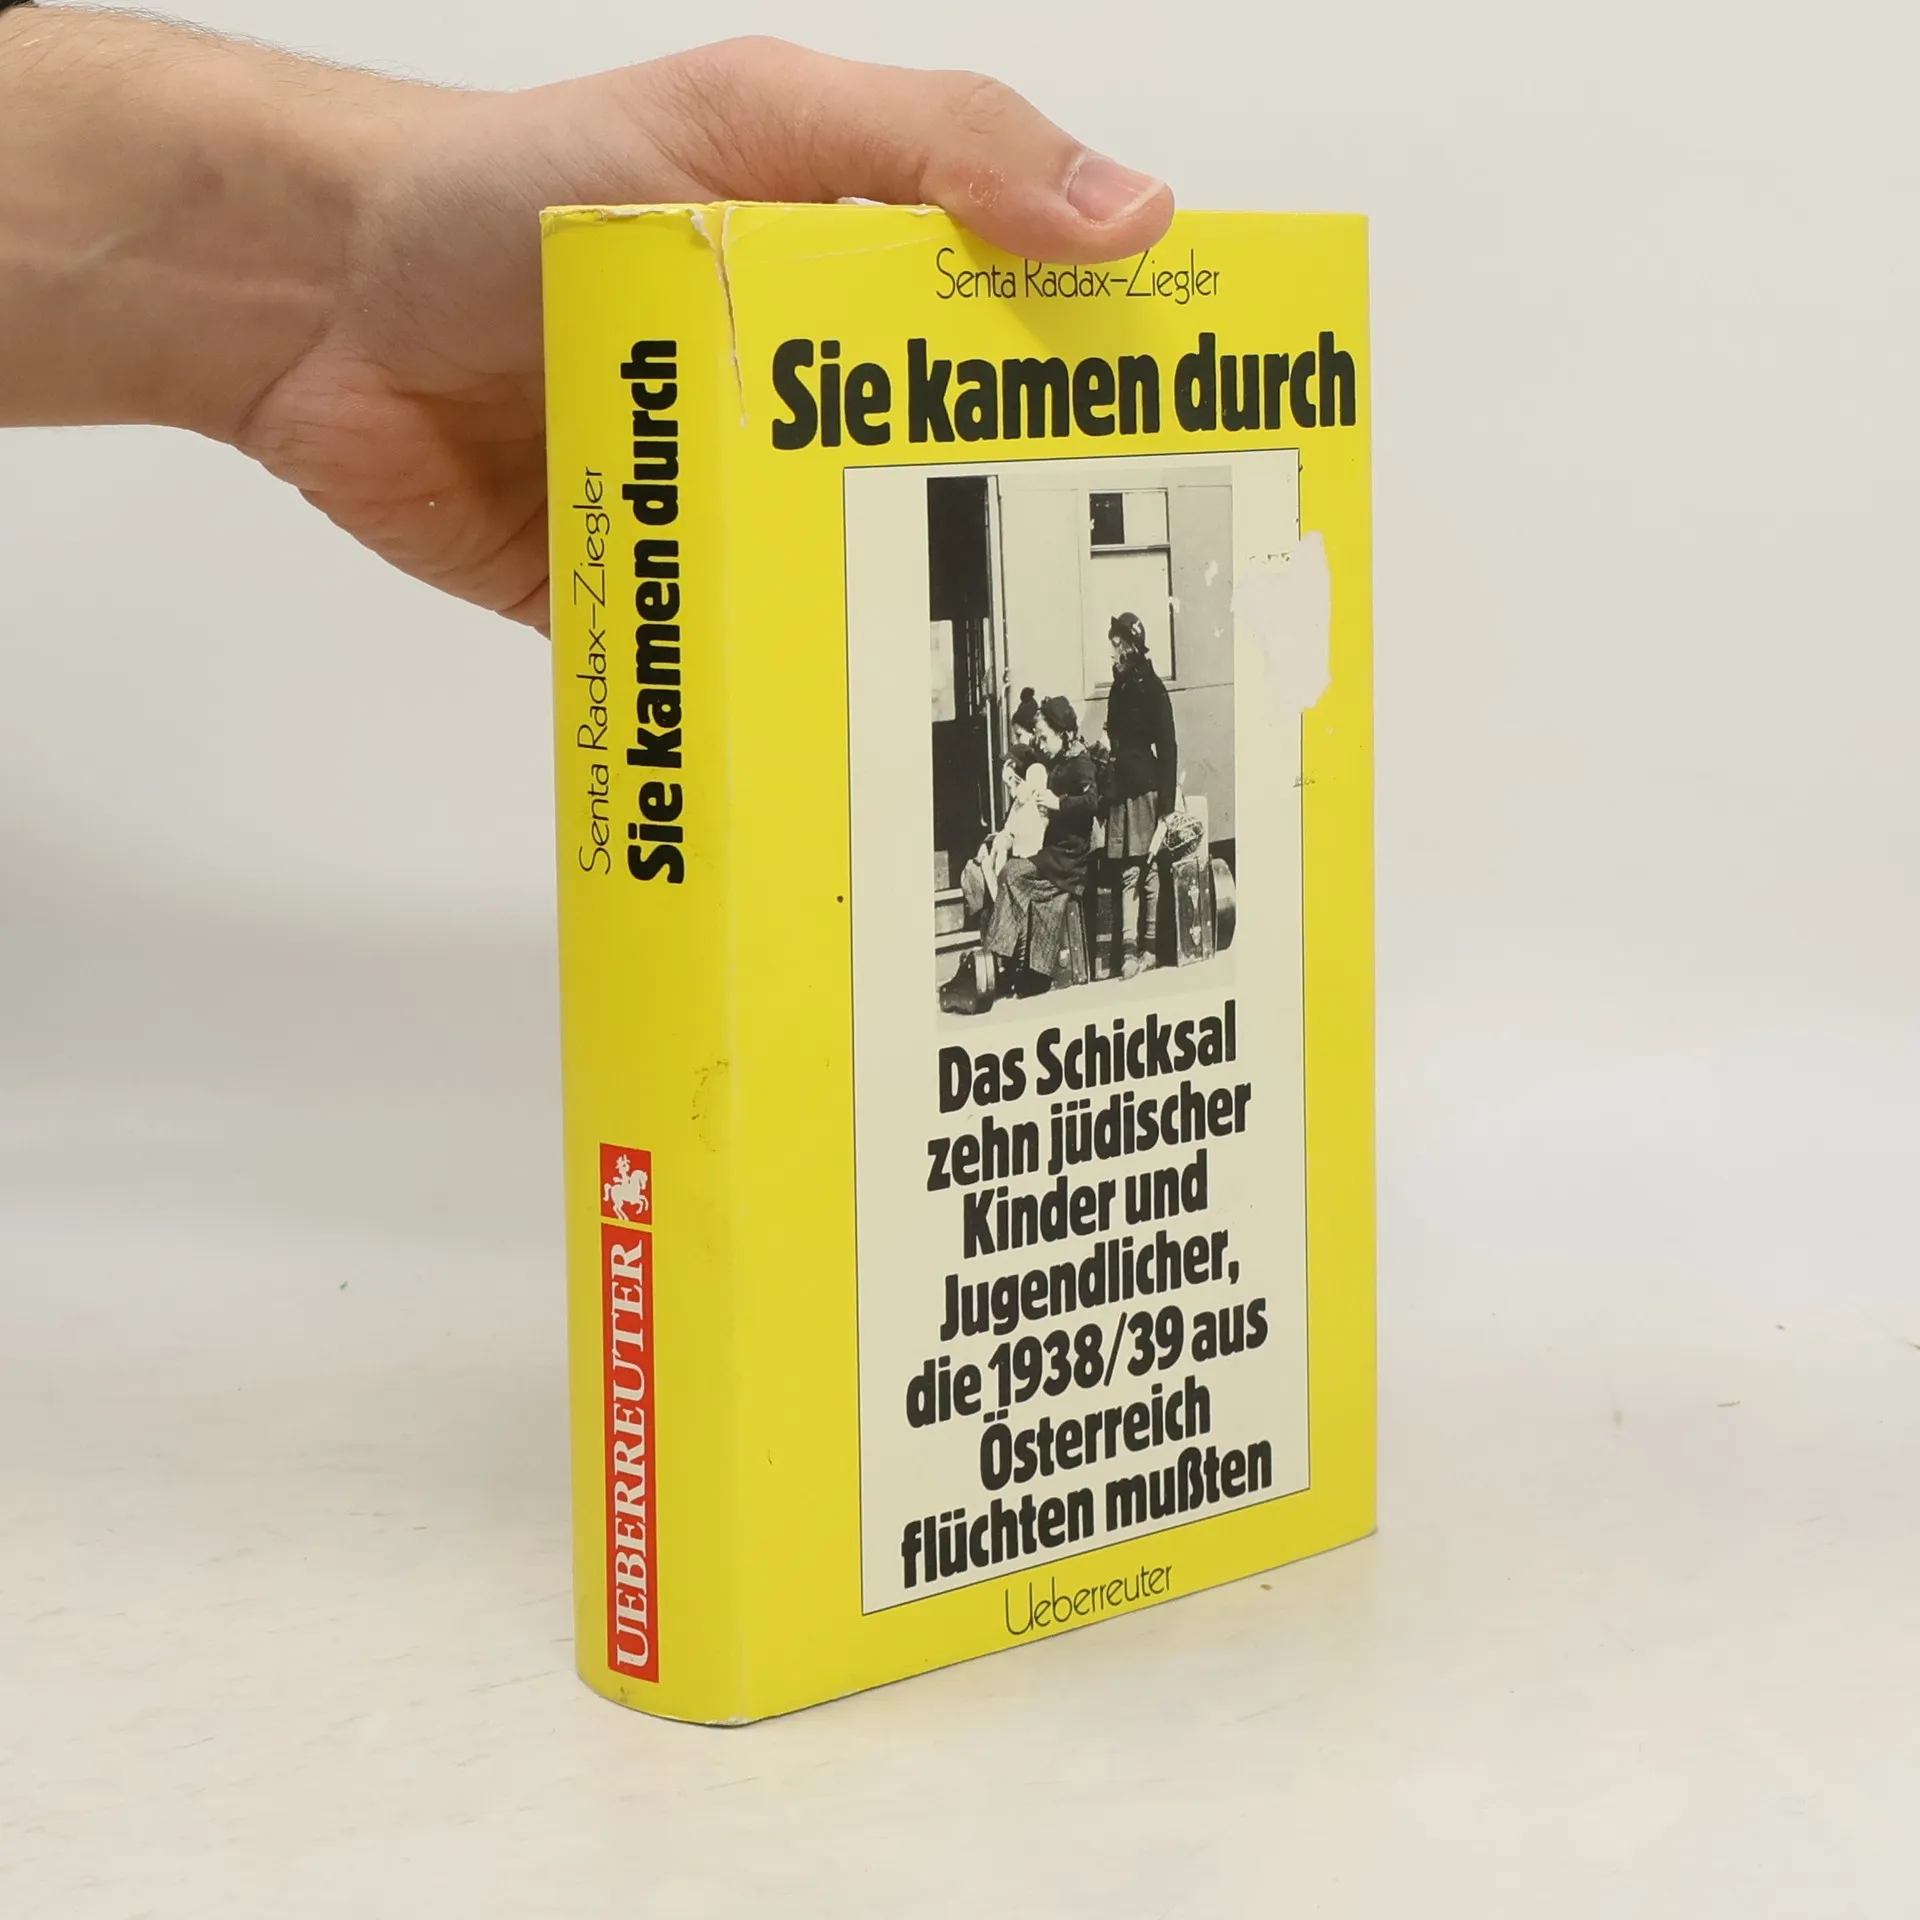 Senta Radax-Ziegler
Sie kamen durch
Das Schicksal
zehn jüdischer
Kinder und
Jugendlicher,
die 1938/39 aus
Österreich
flüchten mußten
Ueberreuter
Senta Radax-Ziegler
Sie kamen durch
UEBERREUTER